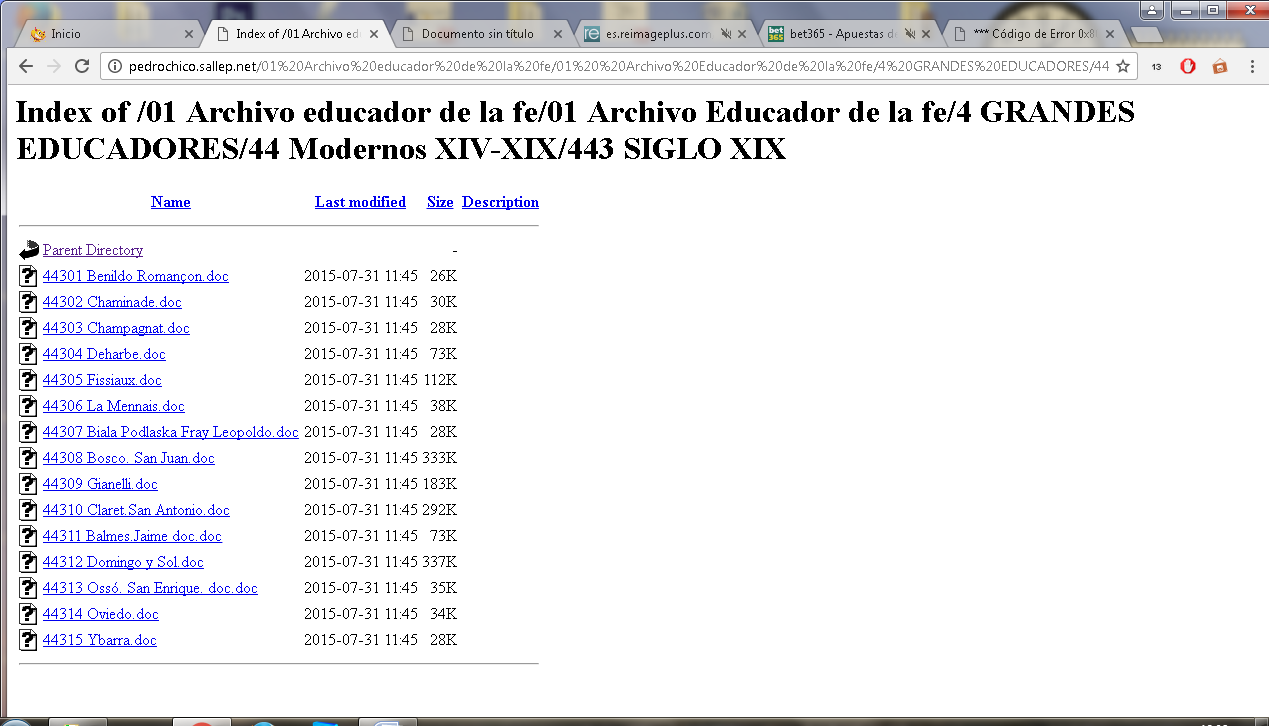 Inicio
Index of /01 Archivo ed
Documento sin título
es.reimageplus.com
bet365 - Apuestas d
*** Código de Error 0x8
pedrochico.sallep.net/01%20Archivo%20educador%20de%20la%20fe/01%20%20Archivo%20Educador%20de%20la%20fe/4%20GRANDES%20EDUCADORES/44
13
Index of /01 Archivo educador de la fe/01 Archivo Educador de la fe/4 GRANDES
EDUCADORES/44 Modernos XIV-XIX/443 SIGLO XIX
Name Last modified Size Description
Parent Directory -
44301 Benildo Romançon.doc 2015-07-31 11:45 26K
44302 Chaminade.doc 2015-07-31 11:45 30K
44303 Champagnat.doc 2015-07-31 11:45 28K
44304 Deharbe.doc 2015-07-31 11:45 73K
44305 Fissiaux.doc 2015-07-31 11:45 112K
44306 La Mennais.doc 2015-07-31 11:45 38K
44307 Biala Podlaska Fray Leopoldo.doc 2015-07-31 11:45 28K
44308 Bosco. San Juan.doc 2015-07-31 11:45 333K
44309 Gianelli.doc 2015-07-31 11:45 183K
44310 Claret.San Antonio.doc 2015-07-31 11:45 292K
44311 Balmes.Jaime doc.doc 2015-07-31 11:45 73K
44312 Domingo y Sol.doc 2015-07-31 11:45 337K
44313 Ossó. San Enrique. doc.doc 2015-07-31 11:45 35K
44314 Oviedo.doc 2015-07-31 11:45 34K
44315 Ybarra.doc 2015-07-31 11:45 28K